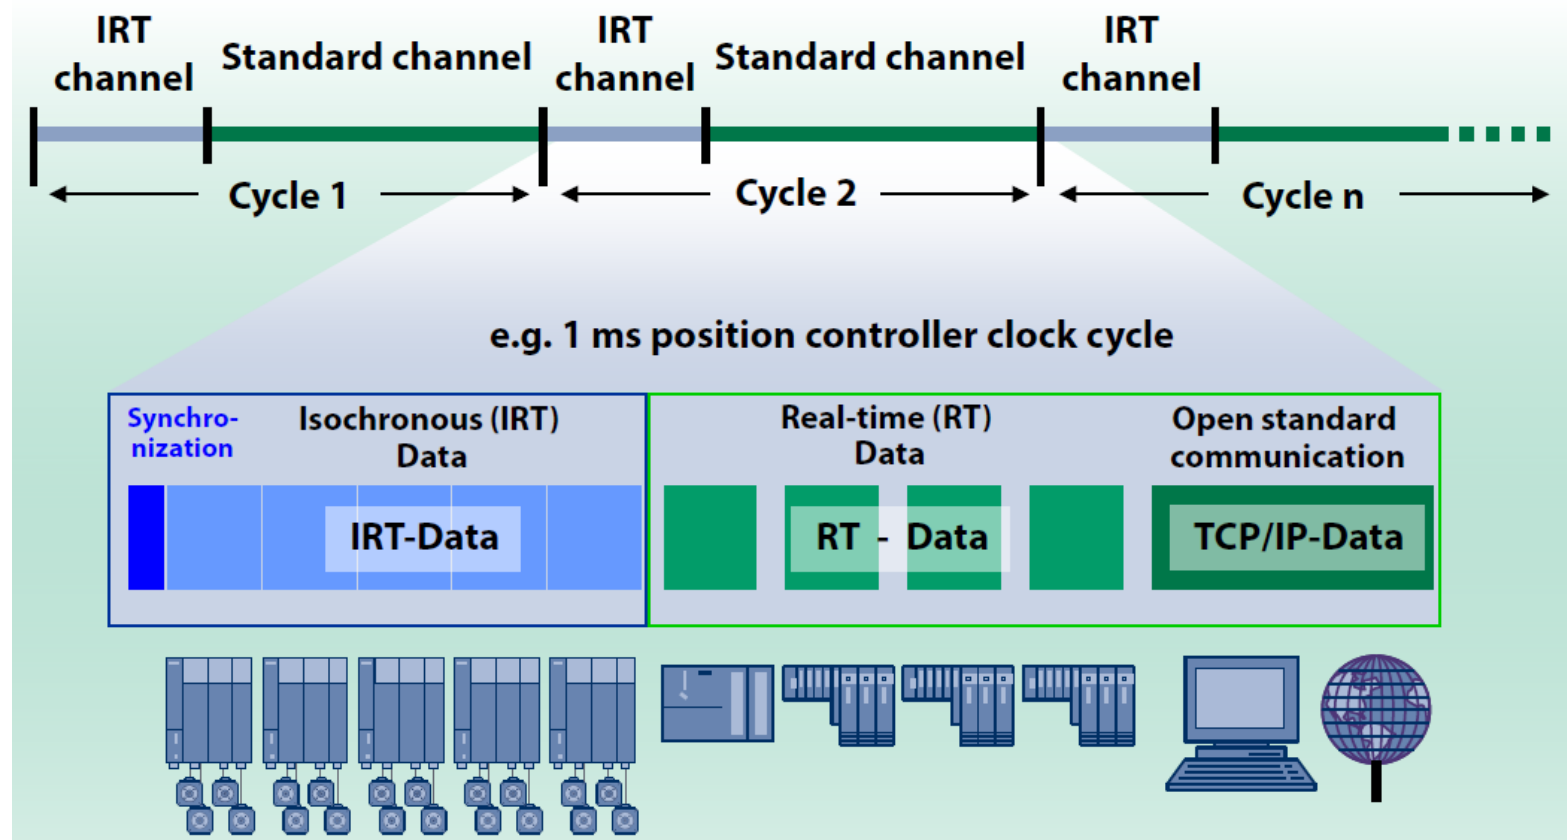 IRT
channel
Standard channel
IRT
channel
Standard channel
IRT
channel
Cycle 1
Cycle 2
Cycle n
e.g. 1 ms position controller clock cycle
Synchro-
nization
Isochronous (IRT)
Data
Real-time (RT)
Data
Open standard
communication
IRT-Data
RT - Data
TCP/IP-Data